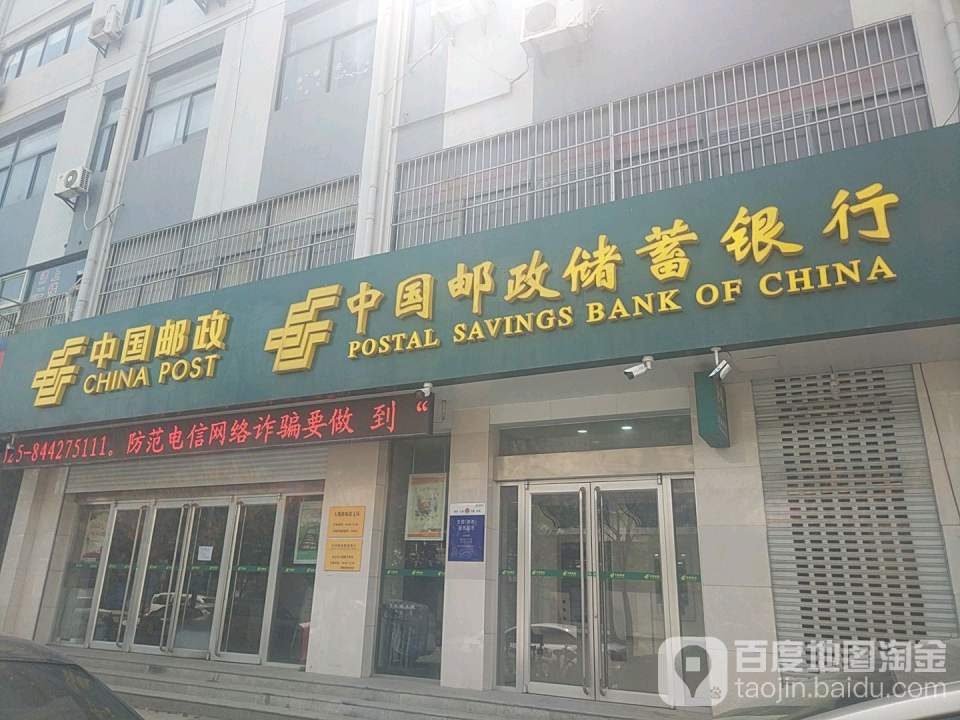 中国邮政
CHINA POST
中国邮政储蓄银行
POSTAL SAVINGS BANK OF CHINA
5-844275111。防范电信网络诈骗要做 到 “
百度地图淘金
taojin.baidu.com